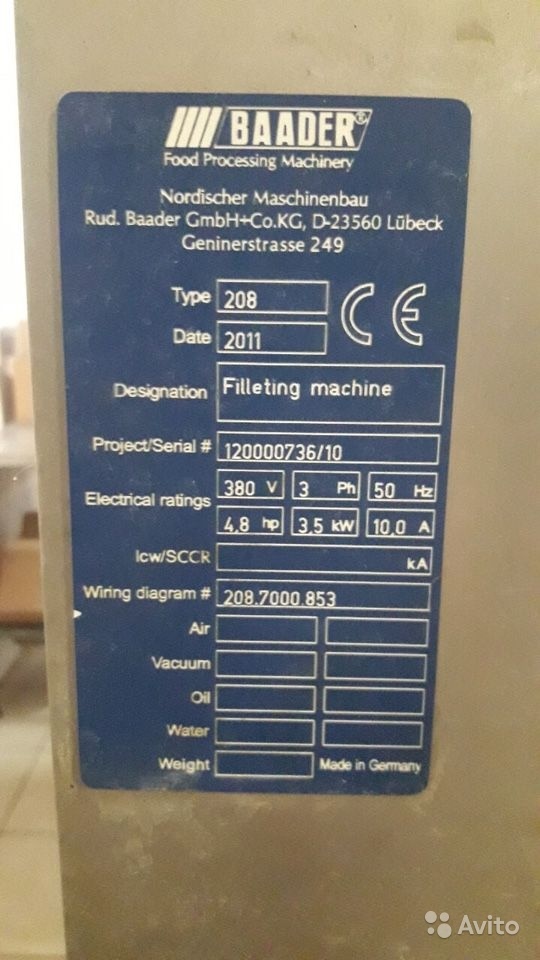 BAADER®
Food Processing Machinery
Nordischer Maschinenbau
Rud. Baader GmbH+Co.KG, D-23560 Lübeck
Geninerstrasse 249
Type 208 CE
Date 2011
Designation Filleting machine
Project/Serial # 120000736/10
Electrical ratings 380 V 3 Ph 50 Hz
4.8 hp 3.5 kW 10.0 A
Icw/SCCR kA
Wiring diagram # 208.7000.853
Air
Vacuum
Oil
Water
Weight Made in Germany
Avito